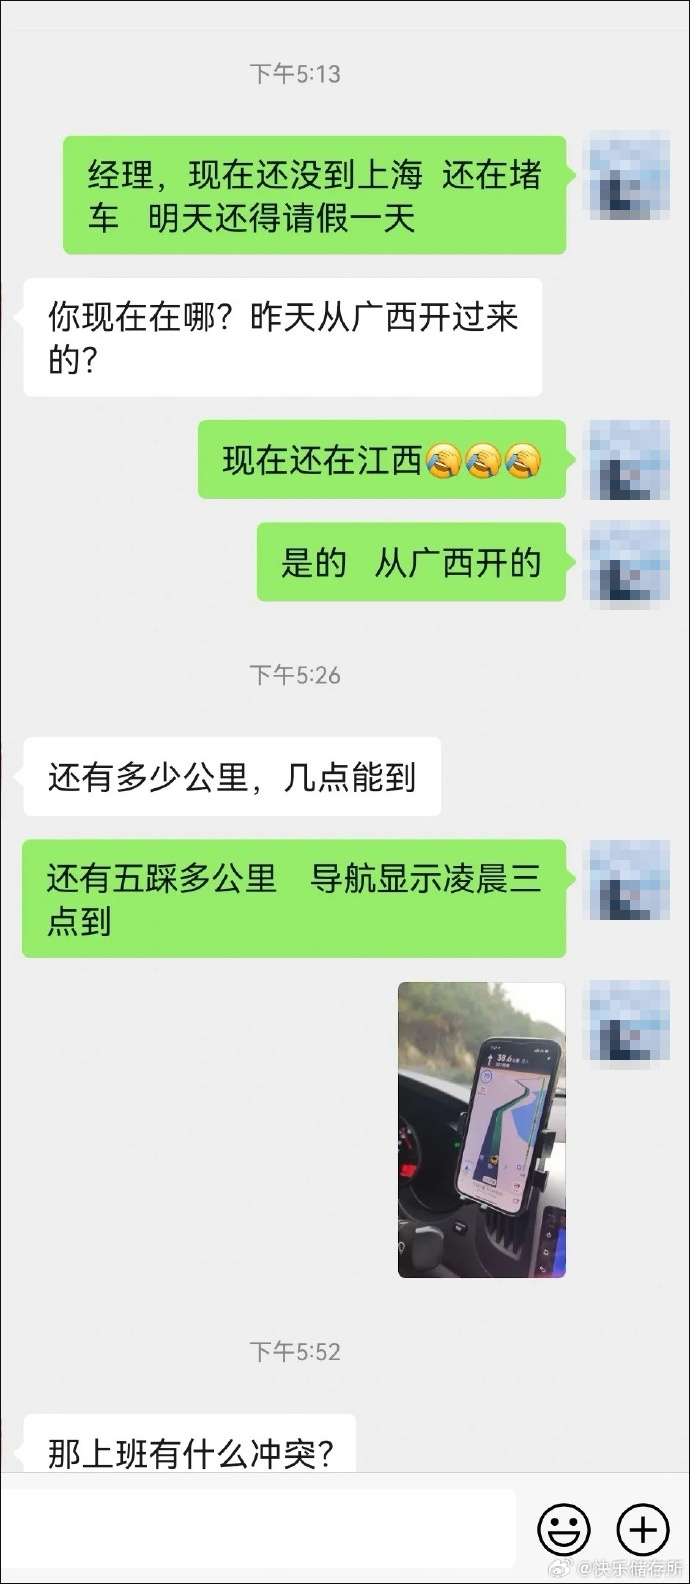 下午5:13
经理，现在还没到上海 还在堵
车 明天还得请假一天
你现在在哪？昨天从广西开过来
的？
现在还在江西🤦🤦🤦
是的 从广西开的
下午5:26
还有多少公里，几点能到
还有五踩多公里 导航显示凌晨三
点到
38.6
下午5:52
那上班有什么冲突？
@快乐储存所